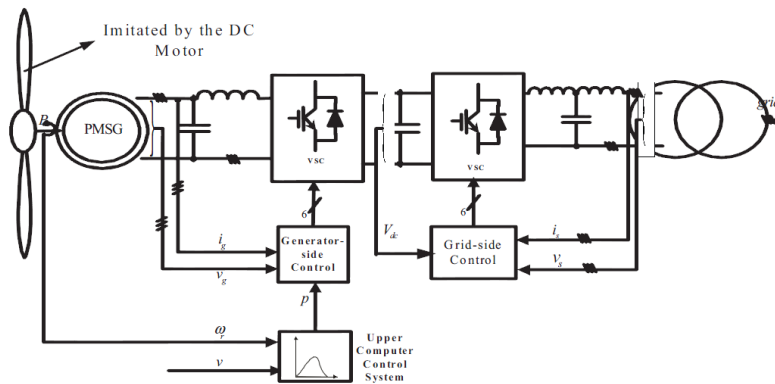 Imitated by the DC
Motor
P
PMSG
vsc
vsc
grid
6
6
V_dc
i_g
v_g
Generator-
side
Control
Grid-side
Control
i_s
v_s
p
ω_r
v
Upper
Computer
Control
System